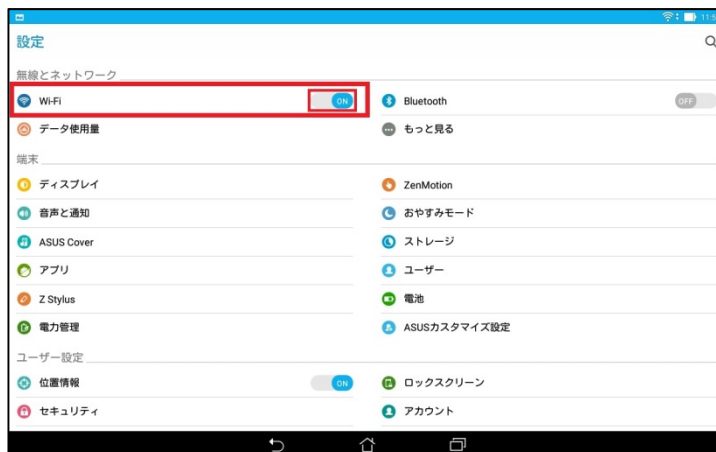 設定
無線とネットワーク
Wi-Fi ON Bluetooth OFF
データ使用量 もっと見る
端末
ディスプレイ ZenMotion
音声と通知 おやすみモード
ASUS Cover ストレージ
アプリ ユーザー
Z Stylus 電池
電力管理 ASUSカスタマイズ設定
ユーザー設定
位置情報 ON ロックスクリーン
セキュリティ アカウント